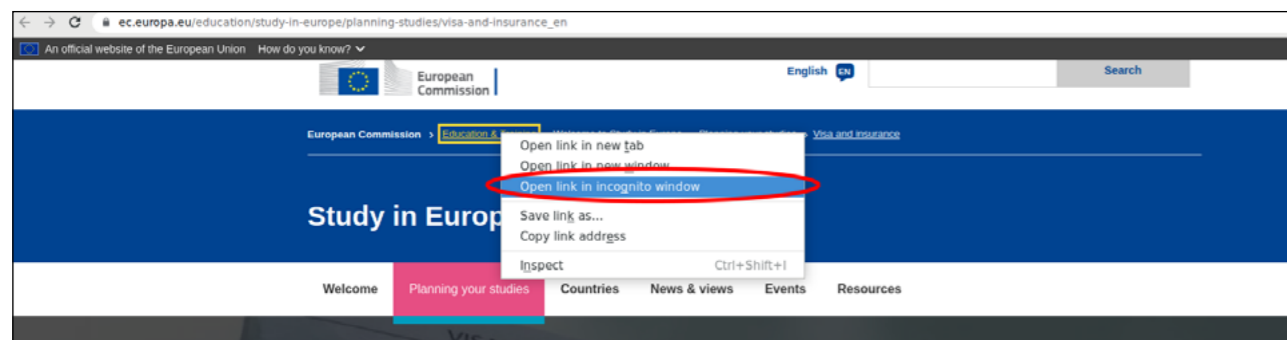 ec.europa.eu/education/study-in-europe/planning-studies/visa-and-insurance_en
An official website of the European Union How do you know?
European Commission
English EN Search
European Commission > Education & > Visa and insurance
Open link in new tab
Open link in new window
Open link in incognito window
Study in Europ
Save link as...
Copy link address
Inspect Ctrl+Shift+I
Welcome Planning your studies Countries News & views Events Resources